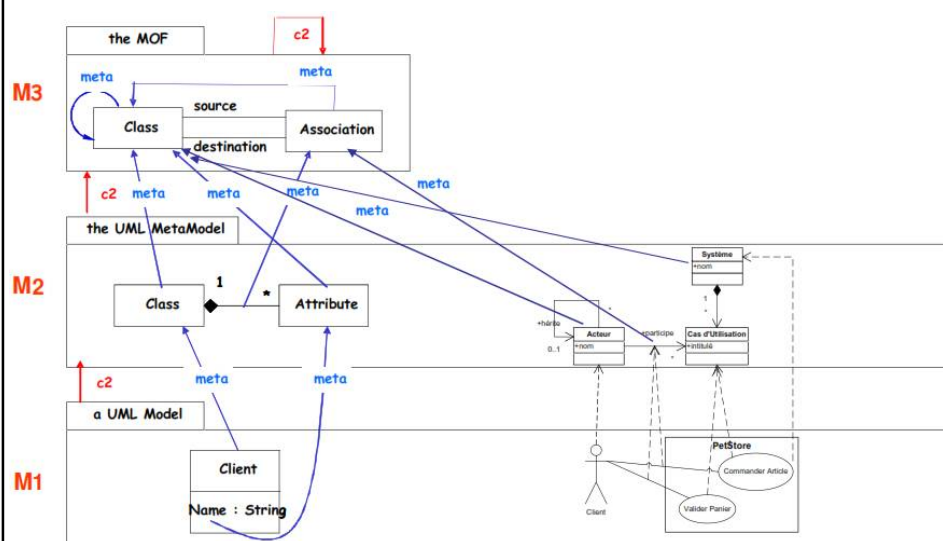 the MOF
c2
M3
meta
meta
source
Class
Association
destination
c2
meta
meta
meta
meta
meta
the UML MetaModel
M2
Système
+nom
1
*
Class
1
*
Attribute
+hérite
*
0..1
Acteur
+nom
+participe
*
Cas d'Utilisation
+intitulé
c2
meta
meta
a UML Model
M1
Client
Name : String
Client
PetStore
Commander Article
Valider Panier